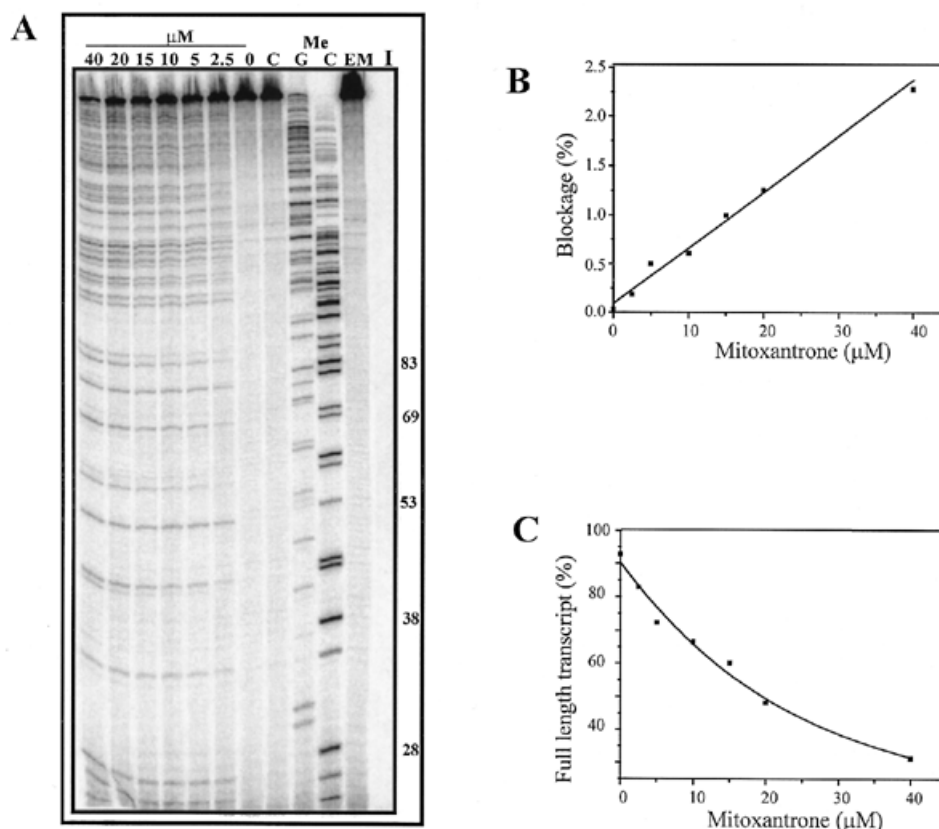 A
μM
Me
40 20 15 10 5 2.5 0 C G C EM I
83
69
53
38
28
B
Blockage (%)
2.5
2.0
1.5
1.0
0.5
0.0
0 10 20 30 40
Mitoxantrone (μM)
C
Full length transcript (%)
100
80
60
40
0 10 20 30 40
Mitoxantrone (μM)